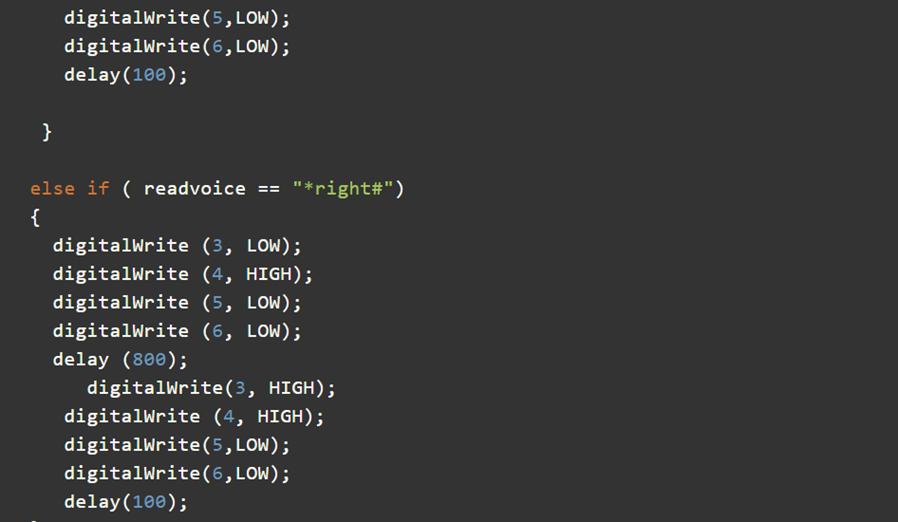 digitalWrite(5,LOW);
digitalWrite(6,LOW);
delay(100);
}
else if ( readvoice == "*right#")
{
digitalWrite (3, LOW);
digitalWrite (4, HIGH);
digitalWrite (5, LOW);
digitalWrite (6, LOW);
delay (800);
digitalWrite(3, HIGH);
digitalWrite (4, HIGH);
digitalWrite(5,LOW);
digitalWrite(6,LOW);
delay(100);